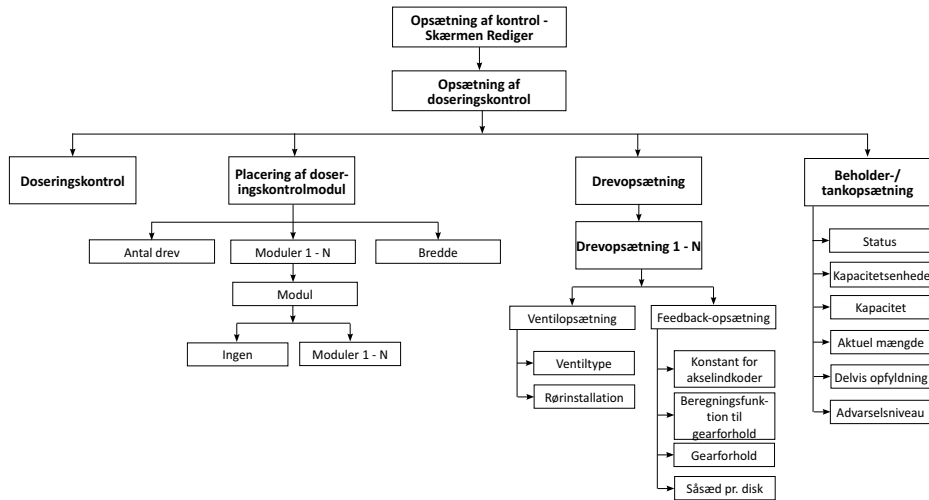 Opsætning af kontrol -
Skærmen Rediger
Opsætning af
doseringskontrol
Doseringskontrol
Placering af doser-
ingskontrolmodul
Drevopsætning
Beholder-/
tankopsætning
Antal drev
Moduler 1 - N
Bredde
Modul
Ingen
Moduler 1 - N
Drevopsætning 1 - N
Ventilopsætning
Feedback-opsætning
Ventiltype
Rørinstallation
Konstant for
akselindkoder
Beregningsfunk-
tion til
gearforhold
Gearforhold
Såsæd pr. disk
Status
Kapacitetsenhede
Kapacitet
Aktuel mængde
Delvis opfyldning
Advarselsniveau